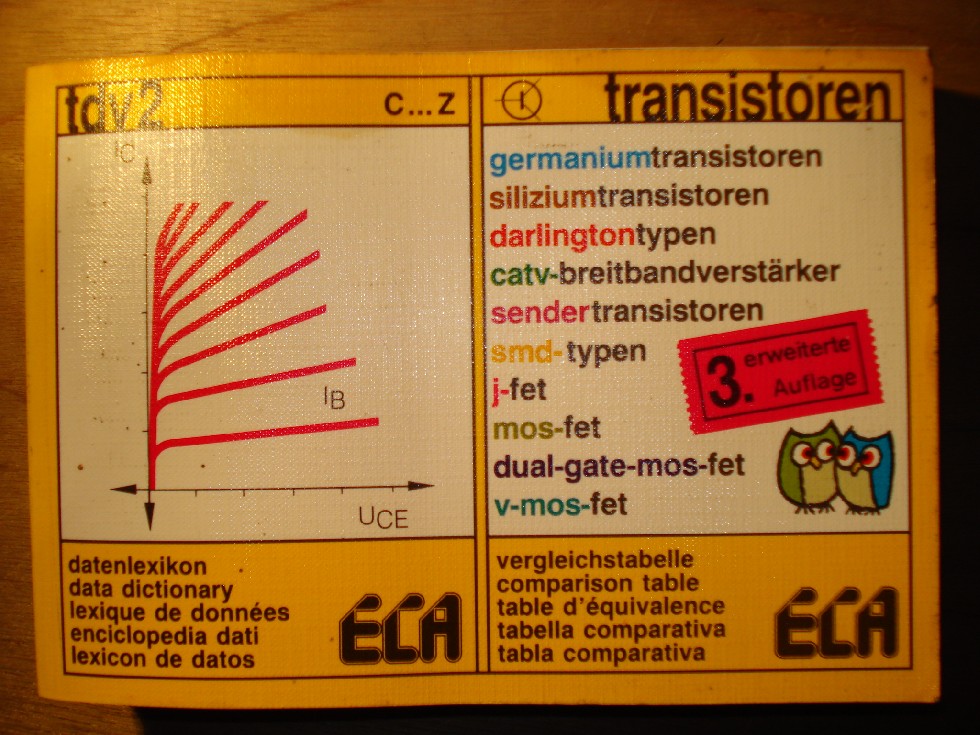 tdv2
C...Z
IC
IB
UCE
datenlexikon
data dictionary
lexique de données
enciclopedia dati
lexicon de datos
ECA
transistoren
germaniumtransistoren
siliziumtransistoren
darlingtontypen
catv-breitbandverstärker
sendertransistoren
smd-typen
j-fet
mos-fet
dual-gate-mos-fet
v-mos-fet
3. erweiterte
Auflage
vergleichstabelle
comparison table
table d'équivalence
tabella comparativa
tabla comparativa
ECA